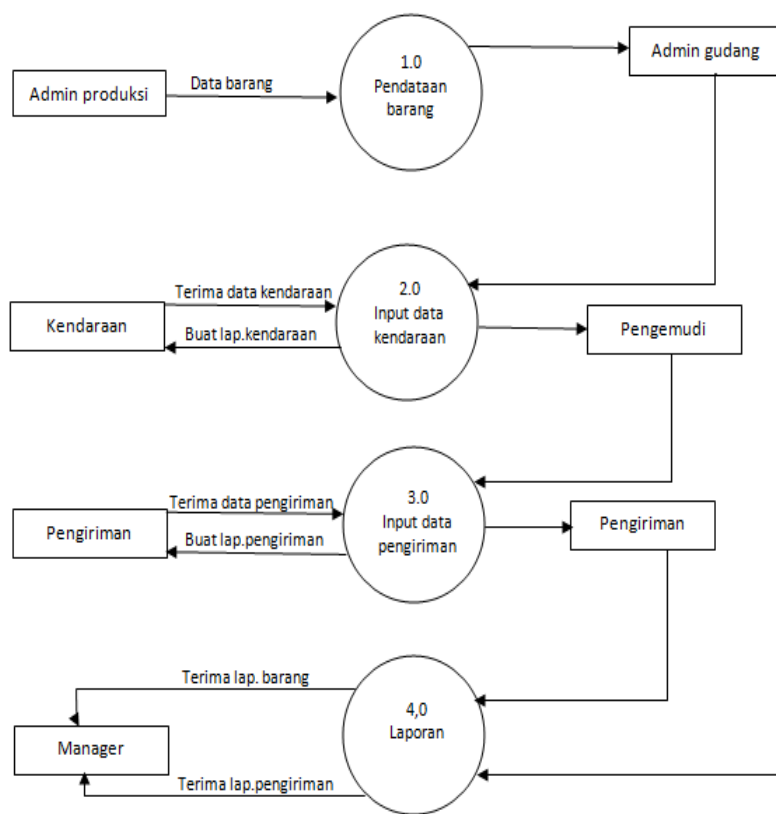 1.0
Pendataan
barang
Admin gudang
Admin produksi
Data barang
2.0
Input data
kendaraan
Terima data kendaraan
Kendaraan
Buat lap.kendaraan
Pengemudi
3.0
Input data
pengiriman
Terima data pengiriman
Pengiriman
Buat lap.pengiriman
Pengiriman
4,0
Laporan
Terima lap. barang
Manager
Terima lap.pengiriman